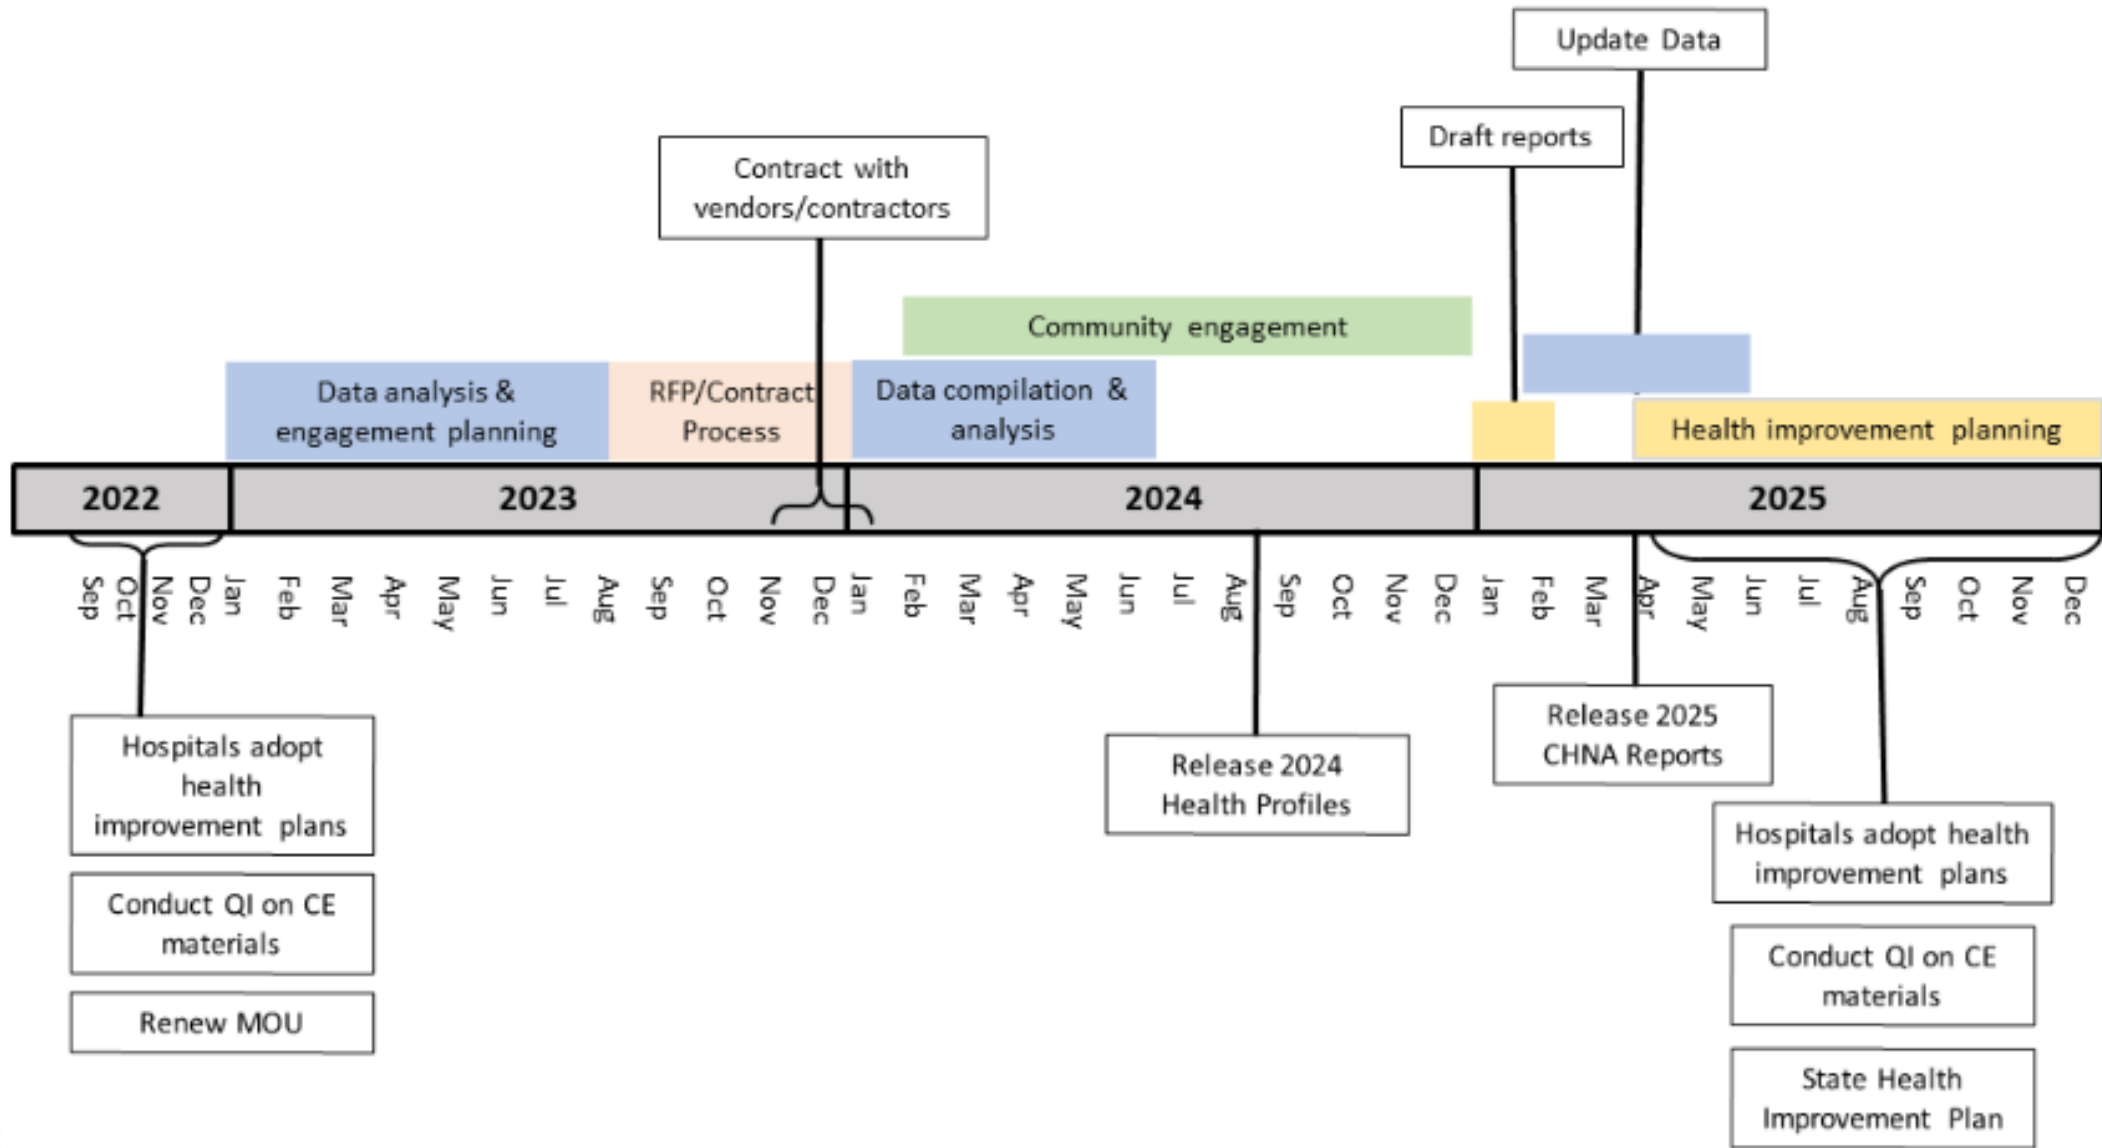 Update Data
Draft reports
Contract with
vendors/contractors
Community engagement
Data analysis &
engagement planning
RFP/Contract
Process
Data compilation &
analysis
Health improvement planning
2022
2023
2024
2025
Sep
Oct
Nov
Dec
Jan
Feb
Mar
Apr
May
Jun
Jul
Aug
Sep
Oct
Nov
Dec
Jan
Feb
Mar
Apr
May
Jun
Jul
Aug
Sep
Oct
Nov
Dec
Jan
Feb
Mar
Apr
May
Jun
Jul
Aug
Sep
Oct
Nov
Dec
Hospitals adopt
health
improvement plans
Conduct QI on CE
materials
Renew MOU
Release 2024
Health Profiles
Release 2025
CHNA Reports
Hospitals adopt health
improvement plans
Conduct QI on CE
materials
State Health
Improvement Plan